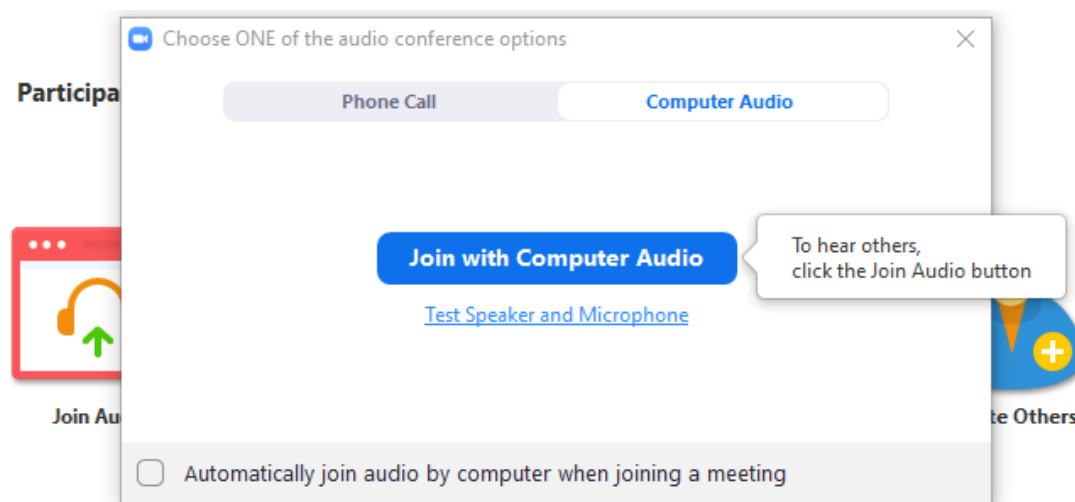 Choose ONE of the audio conference options
Participa
Phone Call
Computer Audio
Join with Computer Audio
To hear others,
click the Join Audio button
Test Speaker and Microphone
Join Au
te Others
Automatically join audio by computer when joining a meeting